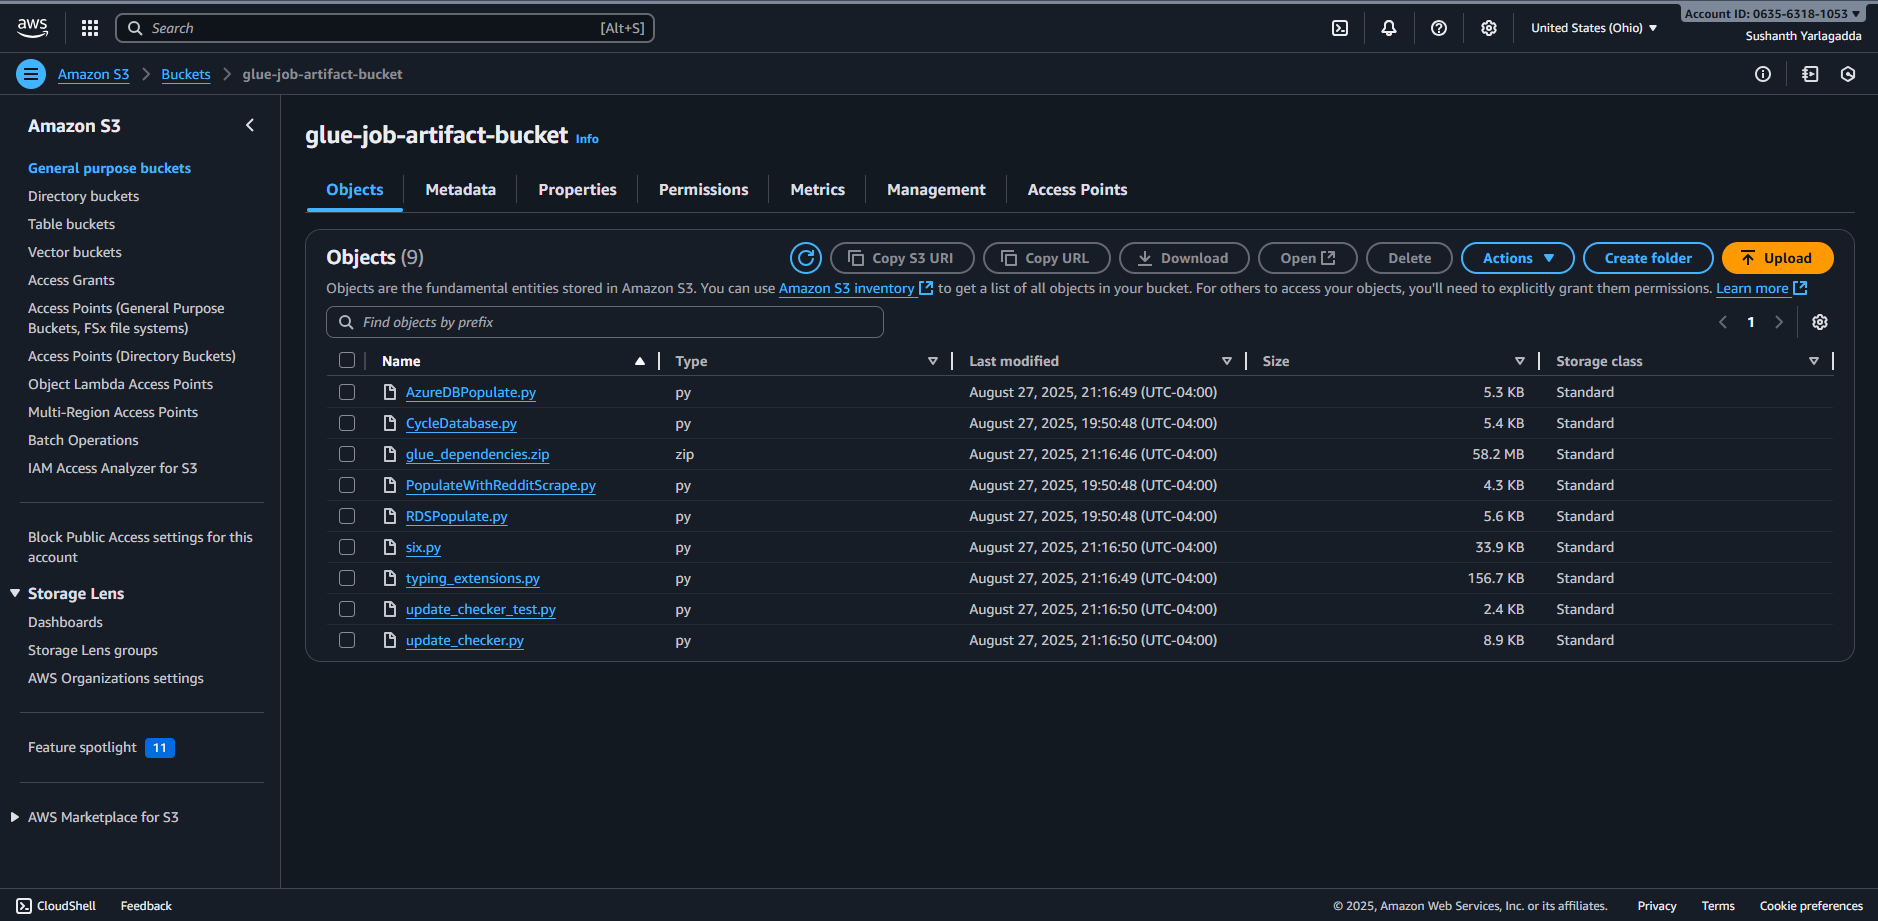 aws
Search [Alt+S]
United States (Ohio)
Account ID: 0635-6318-1053
Sushanth Yarlagadda
Amazon S3 Buckets glue-job-artifact-bucket
Amazon S3
General purpose buckets
Directory buckets
Table buckets
Vector buckets
Access Grants
Access Points (General Purpose
Buckets, FSx file systems)
Access Points (Directory Buckets)
Object Lambda Access Points
Multi-Region Access Points
Batch Operations
IAM Access Analyzer for S3
Block Public Access settings for this
account
Storage Lens
Dashboards
Storage Lens groups
AWS Organizations settings
Feature spotlight 11
AWS Marketplace for S3
glue-job-artifact-bucket Info
Objects Metadata Properties Permissions Metrics Management Access Points
Objects (9) Copy S3 URI Copy URL Download Open Delete Actions Create folder Upload
Objects are the fundamental entities stored in Amazon S3. You can use Amazon S3 inventory to get a list of all objects in your bucket. For others to access your objects, you'll need to explicitly grant them permissions. Learn more
Find objects by prefix 1
Name Type Last modified Size Storage class
AzureDBPopulate.py py August 27, 2025, 21:16:49 (UTC-04:00) 5.3 KB Standard
CycleDatabase.py py August 27, 2025, 19:50:48 (UTC-04:00) 5.4 KB Standard
glue_dependencies.zip zip August 27, 2025, 21:16:46 (UTC-04:00) 58.2 MB Standard
PopulateWithRedditScrape.py py August 27, 2025, 19:50:48 (UTC-04:00) 4.3 KB Standard
RDSPopulate.py py August 27, 2025, 19:50:48 (UTC-04:00) 5.6 KB Standard
six.py py August 27, 2025, 21:16:50 (UTC-04:00) 33.9 KB Standard
typing_extensions.py py August 27, 2025, 21:16:49 (UTC-04:00) 156.7 KB Standard
update_checker_test.py py August 27, 2025, 21:16:50 (UTC-04:00) 2.4 KB Standard
update_checker.py py August 27, 2025, 21:16:50 (UTC-04:00) 8.9 KB Standard
CloudShell Feedback © 2025, Amazon Web Services, Inc. or its affiliates. Privacy Terms Cookie preferences